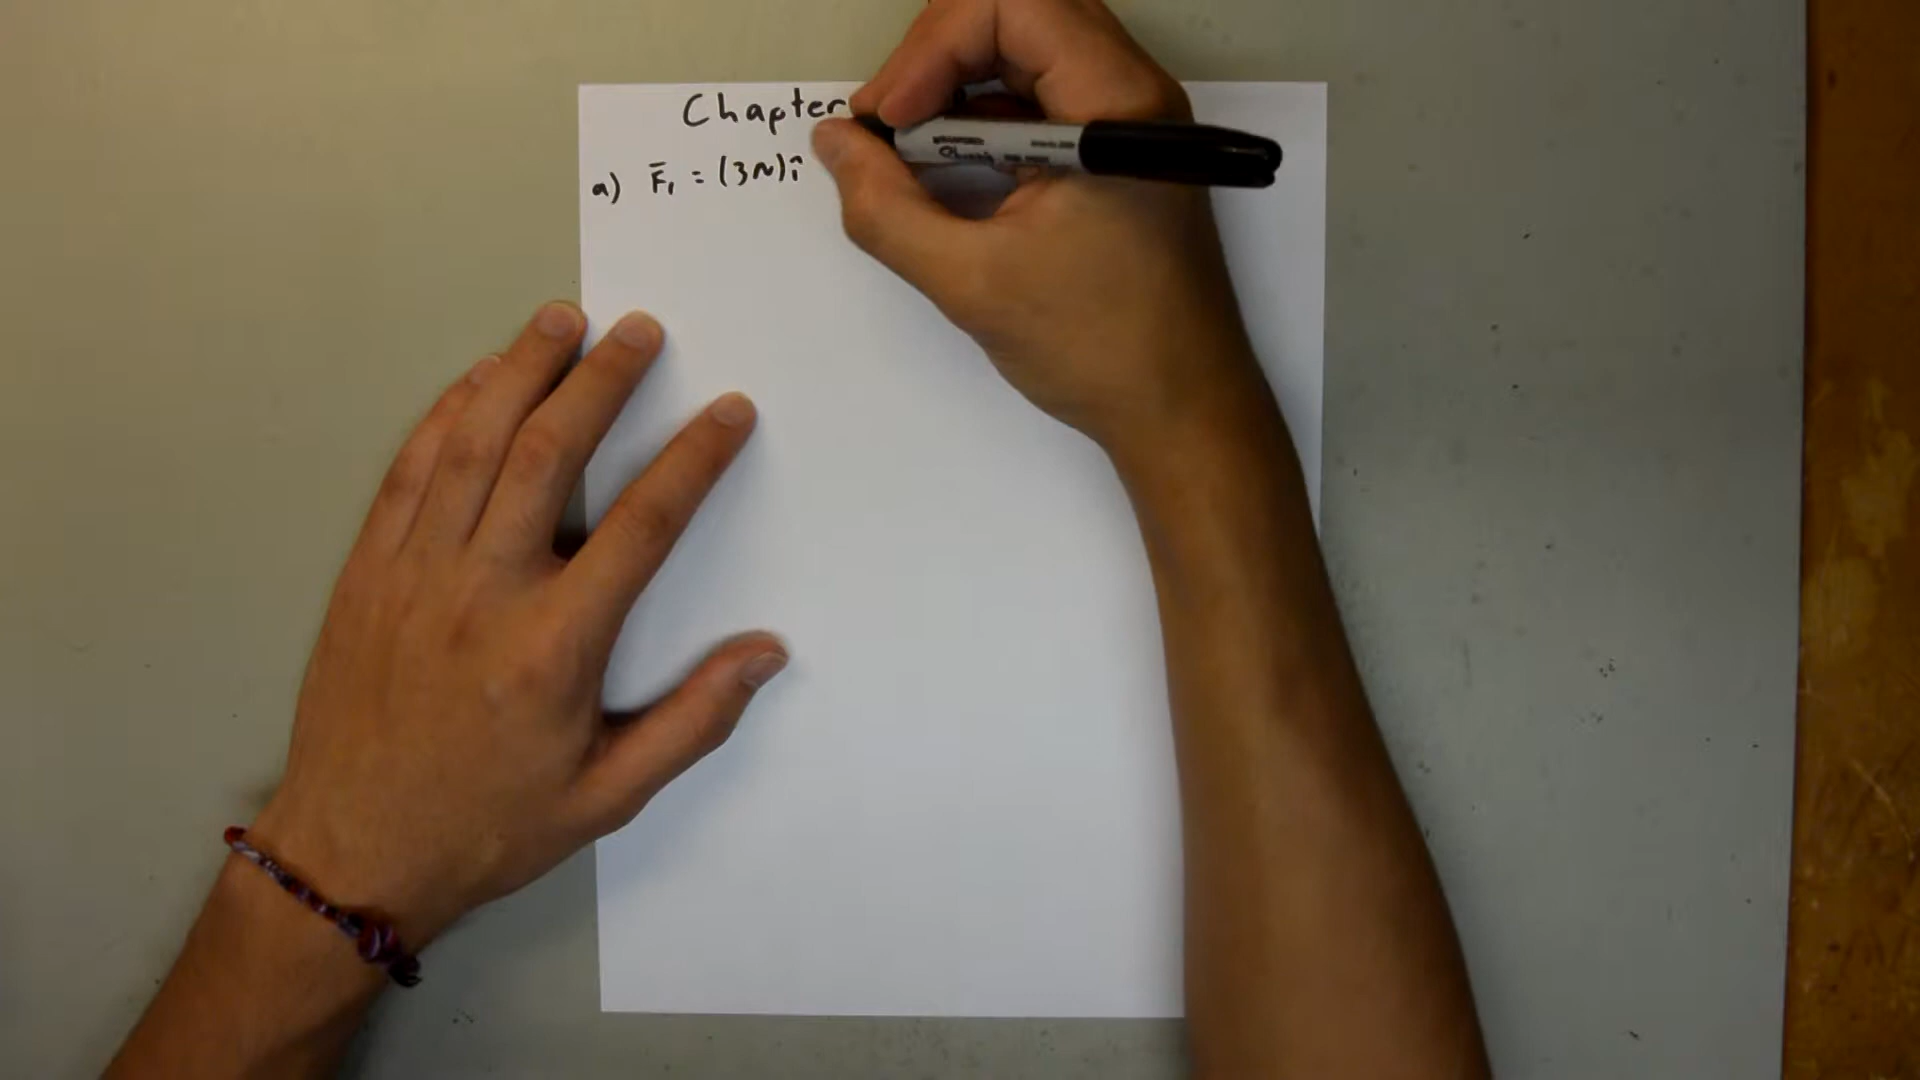 Chapter
a) F̄₁ = (3N)î